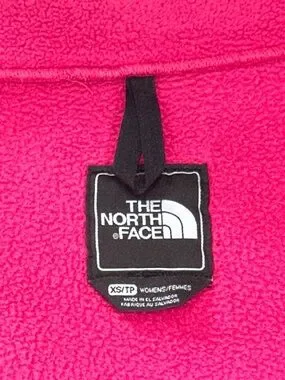 THE
NORTH
®FACE
XS/TP WOMENS/FEMMES
MADE IN EL SALVADOR
FABRIQUE AU SALVADOR